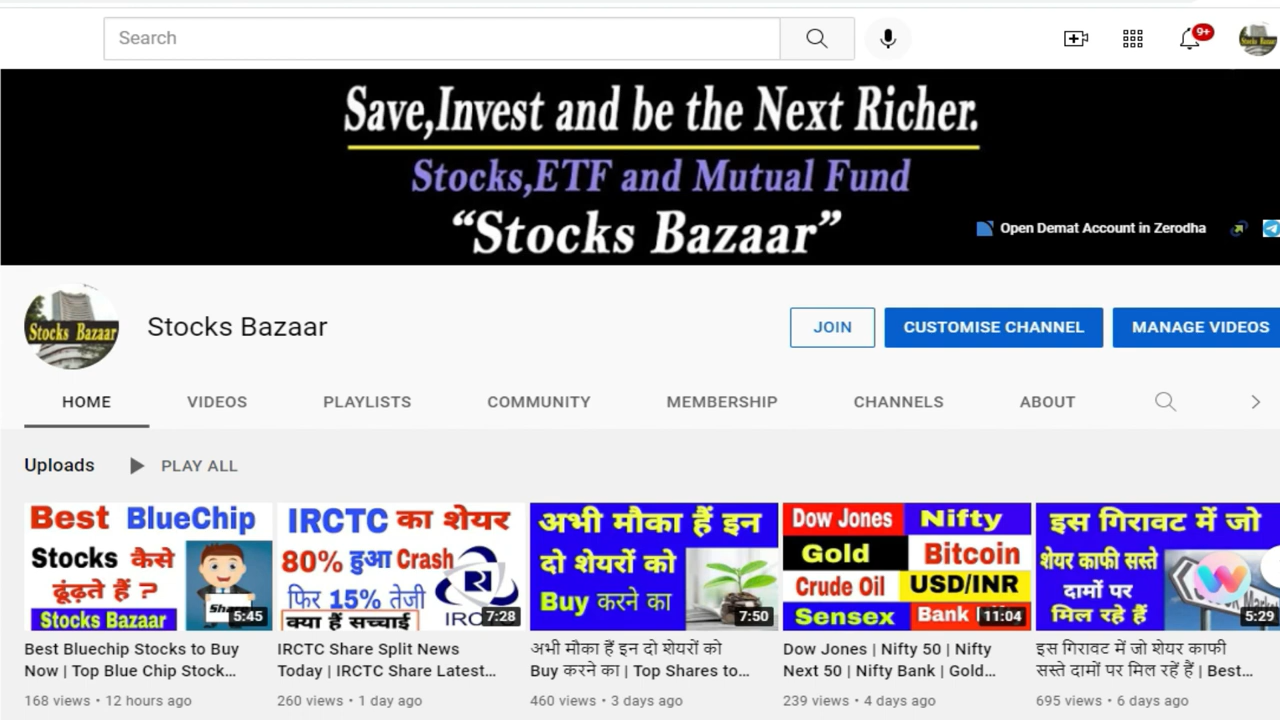 Search
9+
Save,Invest and be the Next Richer.
Stocks,ETF and Mutual Fund
“Stocks Bazaar”
Open Demat Account in Zerodha
Stocks Bazaar
Stocks Bazaar
JOIN
CUSTOMISE CHANNEL
MANAGE VIDEOS
HOME
VIDEOS
PLAYLISTS
COMMUNITY
MEMBERSHIP
CHANNELS
ABOUT
Uploads
PLAY ALL
Best BlueChip
Stocks कैसे
ढूंढ़ते हैं ?
Stocks Bazaar
5:45
IRCTC का शेयर
80% हुआ Crash
फिर 15% तेजी
क्या हैं सच्चाई
7:28
अभी मौका हैं इन
दो शेयरों को
Buy करने का
7:50
Dow Jones Nifty
Gold Bitcoin
Crude Oil USD/INR
Sensex Bank
11:04
इस गिरावट में जो
शेयर काफी सस्ते
दामों पर
मिल रहे हैं
5:29
Best Bluechip Stocks to Buy
Now | Top Blue Chip Stock...
168 views • 12 hours ago
IRCTC Share Split News
Today | IRCTC Share Latest...
260 views • 1 day ago
अभी मौका हैं इन दो शेयरों को
Buy करने का | Top Shares to...
460 views • 3 days ago
Dow Jones | Nifty 50 | Nifty
Next 50 | Nifty Bank | Gold...
239 views • 4 days ago
इस गिरावट में जो शेयर काफी
सस्ते दामों पर मिल रहें हैं | Best...
695 views • 6 days ago